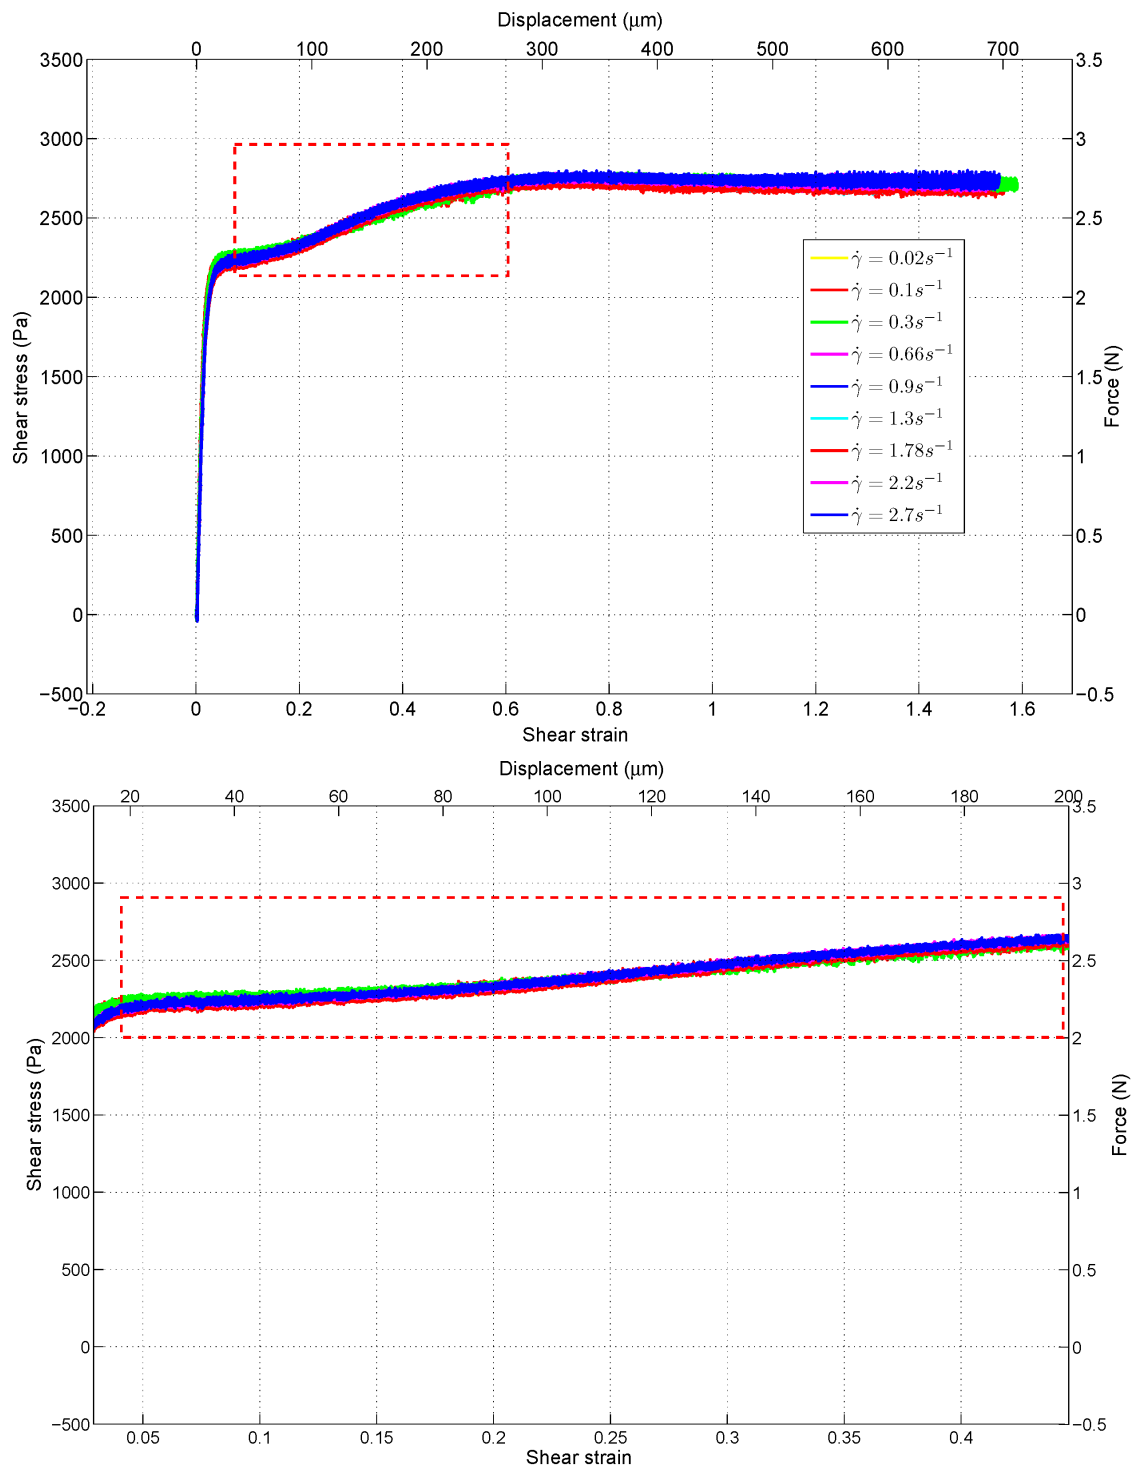 Displacement (μm)
0 100 200 300 400 500 600 700
3500 3.5
3000 3
2500 2.5
2000 2
1500 1.5
1000 1
500 0.5
0 0
−500 −0.5
Shear stress (Pa)
Force (N)
γ̇ = 0.02s⁻¹
γ̇ = 0.1s⁻¹
γ̇ = 0.3s⁻¹
γ̇ = 0.66s⁻¹
γ̇ = 0.9s⁻¹
γ̇ = 1.3s⁻¹
γ̇ = 1.78s⁻¹
γ̇ = 2.2s⁻¹
γ̇ = 2.7s⁻¹
−0.2 0 0.2 0.4 0.6 0.8 1 1.2 1.4 1.6
Shear strain
Displacement (μm)
20 40 60 80 100 120 140 160 180 200
3500 3.5
3000 3
2500 2.5
2000 2
1500 1.5
1000 1
500 0.5
0 0
−500 −0.5
Shear stress (Pa)
Force (N)
0.05 0.1 0.15 0.2 0.25 0.3 0.35 0.4
Shear strain